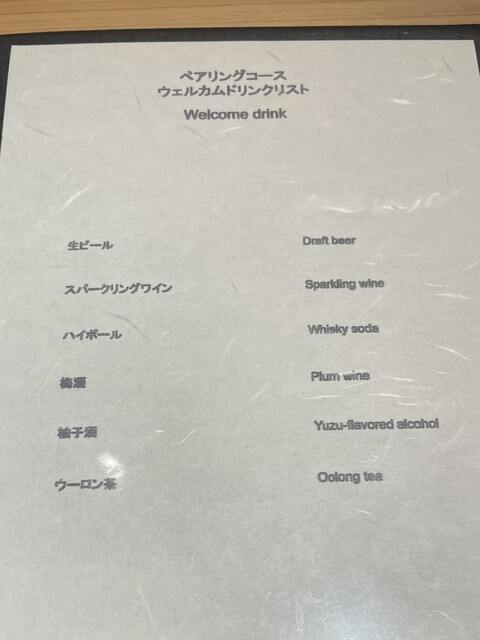 ペアリングコース
ウェルカムドリンクリスト
Welcome drink
生ビール Draft beer
スパークリングワイン Sparkling wine
ハイボール Whisky soda
梅酒 Plum wine
柚子酒 Yuzu-flavored alcohol
ウーロン茶 Oolong tea